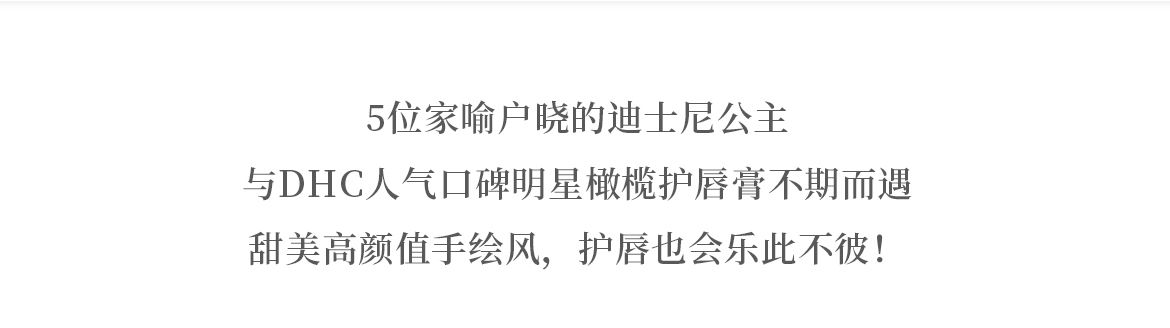 5位家喻户晓的迪士尼公主
与DHC人气口碑明星橄榄护唇膏不期而遇
甜美高颜值手绘风，护唇也会乐此不彼！